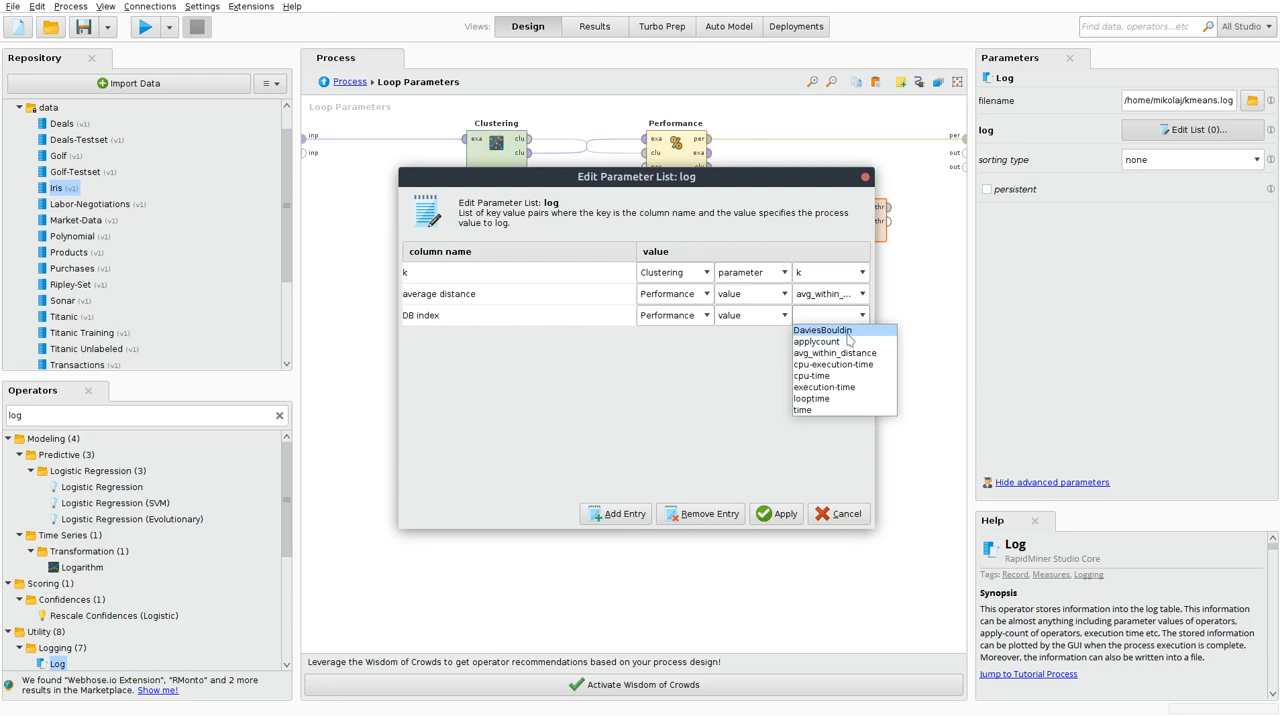 File Edit Process View Connections Settings Extensions Help
Views: Design Results Turbo Prep Auto Model Deployments Find data, operators...etc All Studio
Repository
Import Data
data
Deals (v1)
Deals-Testset (v1)
Golf (v1)
Golf-Testset (v1)
Iris (v1)
Labor-Negotiations (v1)
Market-Data (v1)
Polynomial (v1)
Products (v1)
Purchases (v1)
Ripley-Set (v1)
Sonar (v1)
Titanic (v1)
Titanic Training (v1)
Titanic Unlabeled (v1)
Transactions (v1)
Operators
log
Modeling (4)
Predictive (3)
Logistic Regression (3)
Logistic Regression
Logistic Regression (SVM)
Logistic Regression (Evolutionary)
Time Series (1)
Transformation (1)
Logarithm
Scoring (1)
Confidences (1)
Rescale Confidences (Logistic)
Utility (8)
Logging (7)
Log
We found "Webhose.io Extension", "RMonto" and 2 more
results in the Marketplace. Show me!
Process
Process Loop Parameters
Loop Parameters
inp
inp
Clustering
exa clu
clu
Performance
exa per
clu exa
per
out
out
thr
thr
Edit Parameter List: log
Edit Parameter List: log
List of key value pairs where the key is the column name and the value specifies the process
value to log.
column name value
k Clustering parameter k
average distance Performance value avg_within_...
DB index Performance value
DaviesBouldin
applycount
avg_within_distance
cpu-execution-time
cpu-time
execution-time
looptime
time
Add Entry Remove Entry Apply Cancel
Leverage the Wisdom of Crowds to get operator recommendations based on your process design!
Activate Wisdom of Crowds
Parameters
Log
filename /home/mikolaj/kmeans.log
log Edit List (0)...
sorting type none
persistent
Hide advanced parameters
Help
Log
RapidMiner Studio Core
Tags: Record, Measures, Logging
Synopsis
This operator stores information into the log table. This information
can be almost anything including parameter values of operators,
apply-count of operators, execution time etc. The stored information
can be plotted by the GUI when the process execution is complete.
Moreover, the information can also be written into a file.
Jump to Tutorial Process